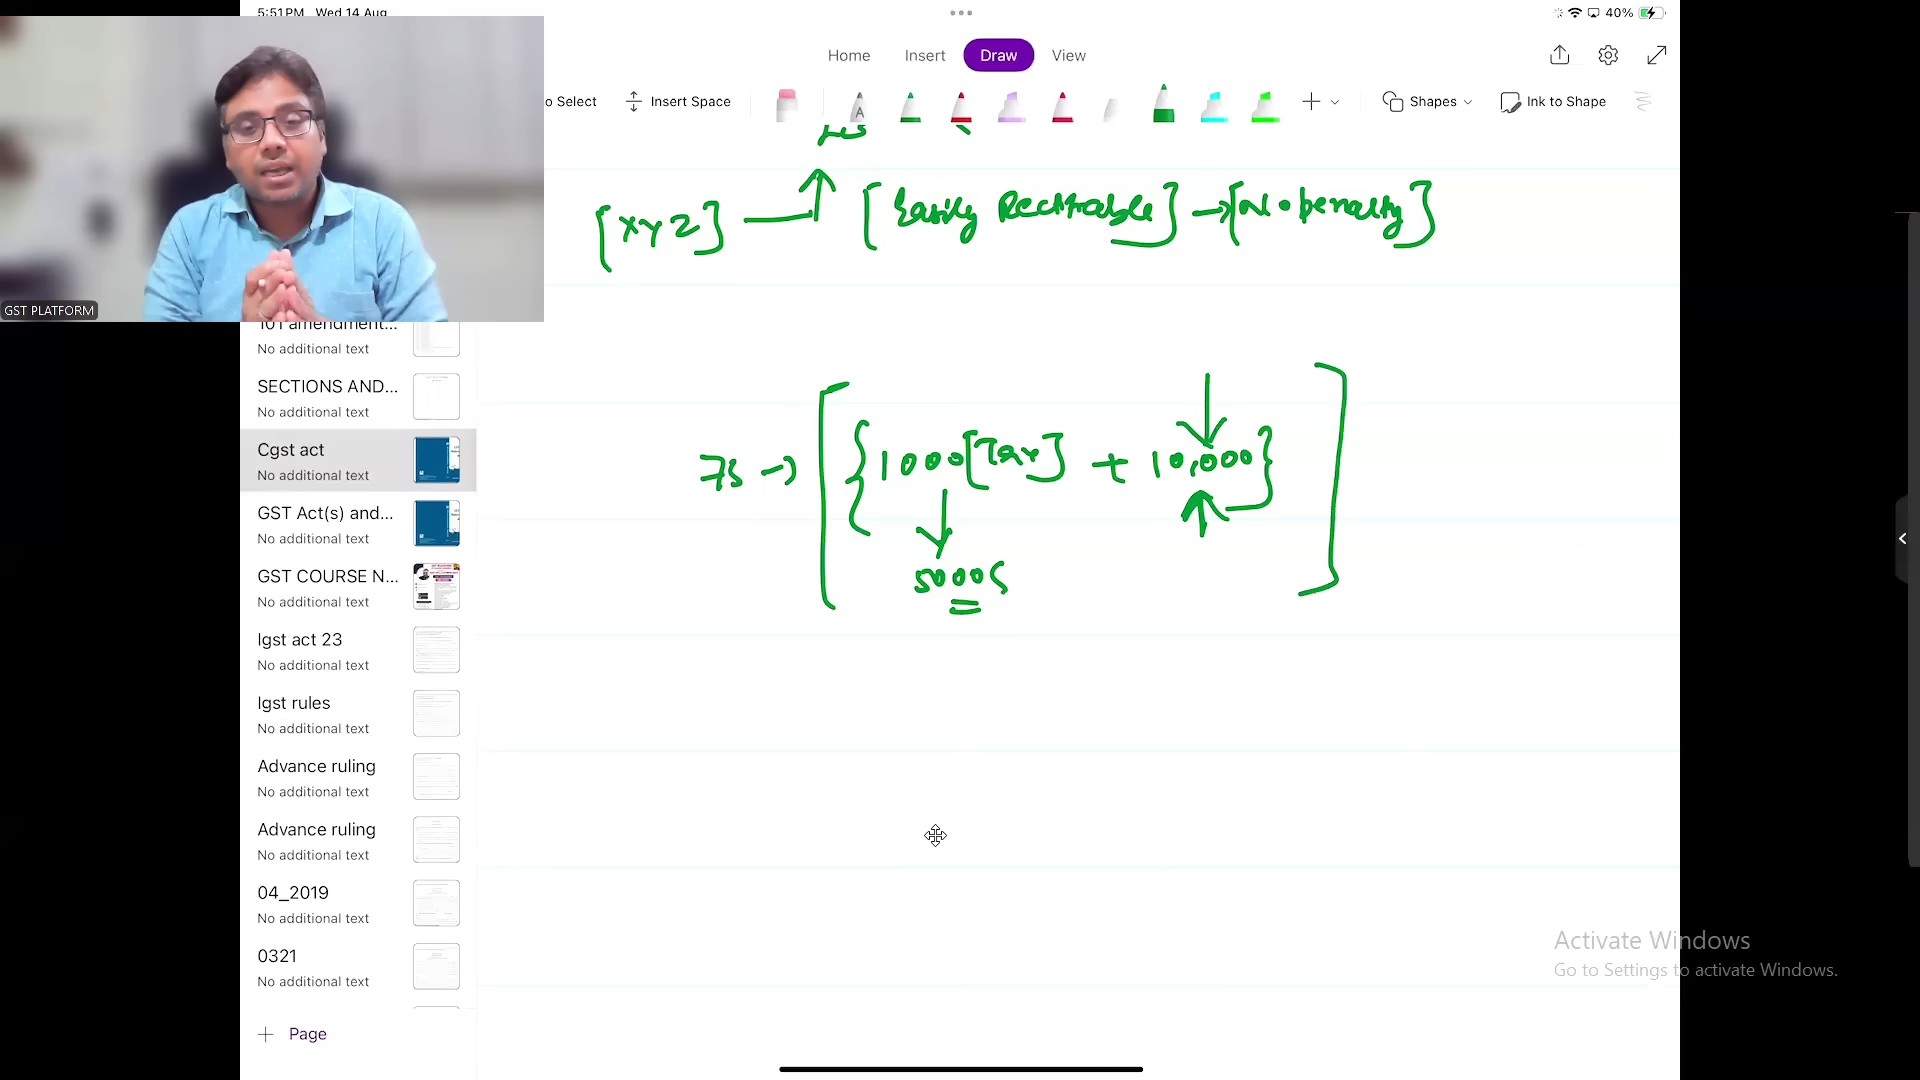 5:51 PM Wed 14 Aug
40%
Home Insert Draw View
o Select Insert Space A Shapes Ink to Shape
[XYZ] [Easily Rectifiable] → [No penalty]
GST PLATFORM
101 amendment...
No additional text
SECTIONS AND...
No additional text
Cgst act
No additional text
GST Act(s) and...
No additional text
GST COURSE N...
No additional text
Igst act 23
No additional text
Igst rules
No additional text
Advance ruling
No additional text
Advance ruling
No additional text
04_2019
No additional text
0321
No additional text
Page
→ [{1000[Tax] + 10,000}]
Activate Windows
Go to Settings to activate Windows.